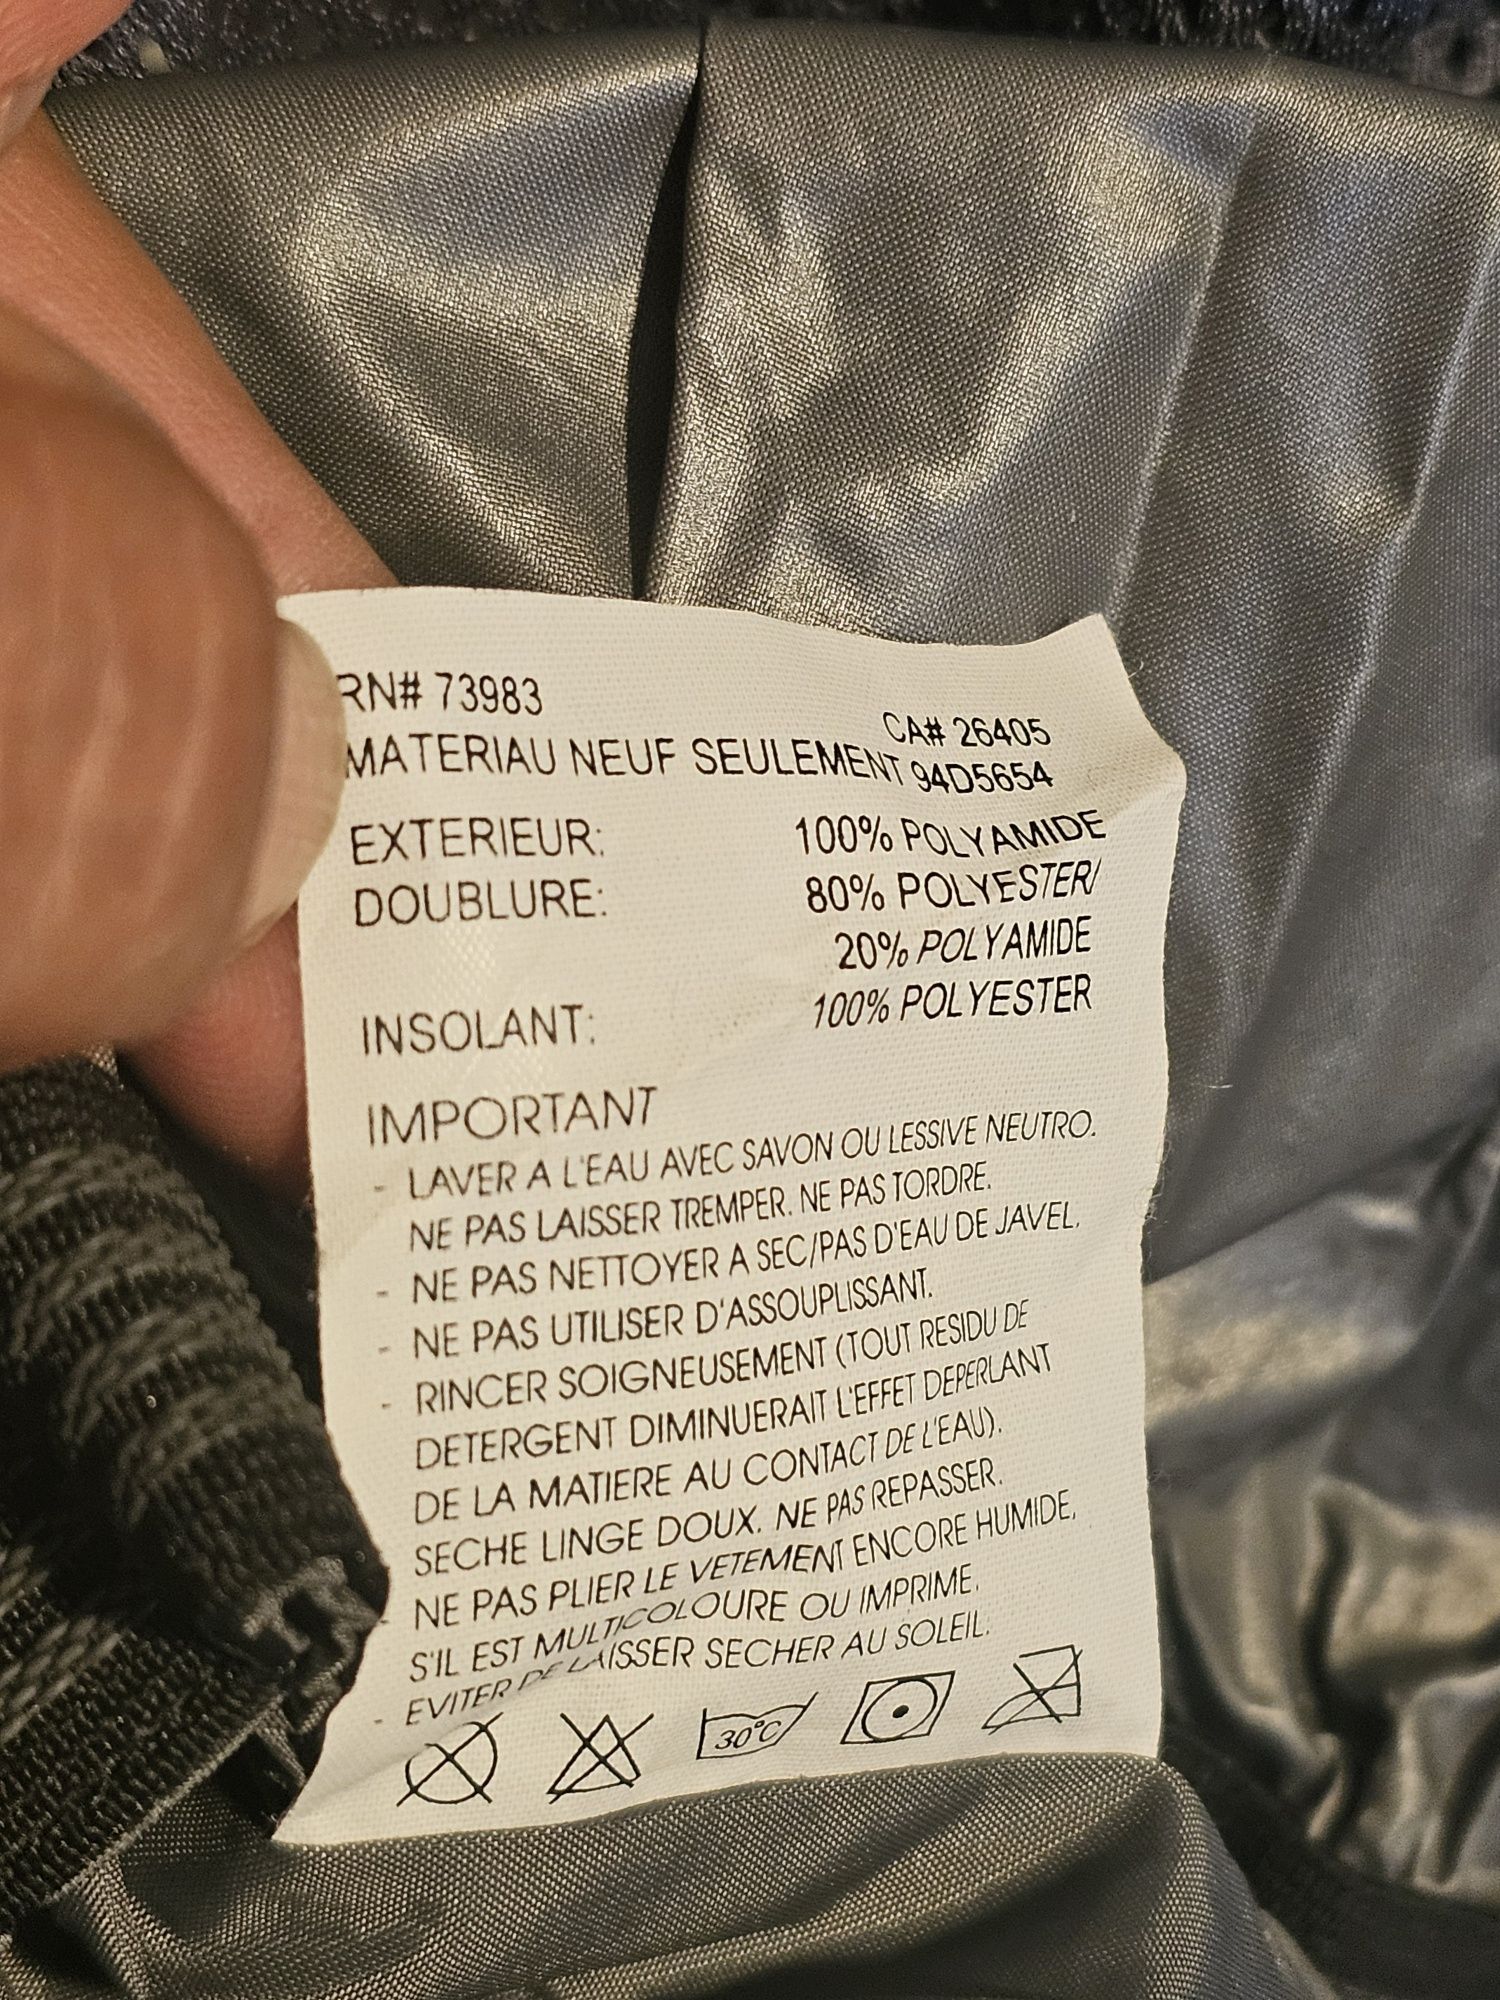 RN# 73983
CA# 26405
MATERIAU NEUF SEULEMENT 94D5654
EXTERIEUR: 100% POLYAMIDE
DOUBLURE: 80% POLYESTER/
20% POLYAMIDE
INSOLANT: 100% POLYESTER
IMPORTANT
- LAVER A L'EAU AVEC SAVON OU LESSIVE NEUTRO.
NE PAS LAISSER TREMPER. NE PAS TORDRE.
- NE PAS NETTOYER A SEC/PAS D'EAU DE JAVEL.
- NE PAS UTILISER D'ASSOUPLISSANT.
- RINCER SOIGNEUSEMENT (TOUT RESIDU DE
DETERGENT DIMINUERAIT L'EFFET DEPERLANT
DE LA MATIERE AU CONTACT DE L'EAU).
SECHE LINGE DOUX. NE PAS REPASSER.
- NE PAS PLIER LE VETEMENT ENCORE HUMIDE,
S'IL EST MULTICOLOURE OU IMPRIME.
- EVITER DE LAISSER SECHER AU SOLEIL.
30°C